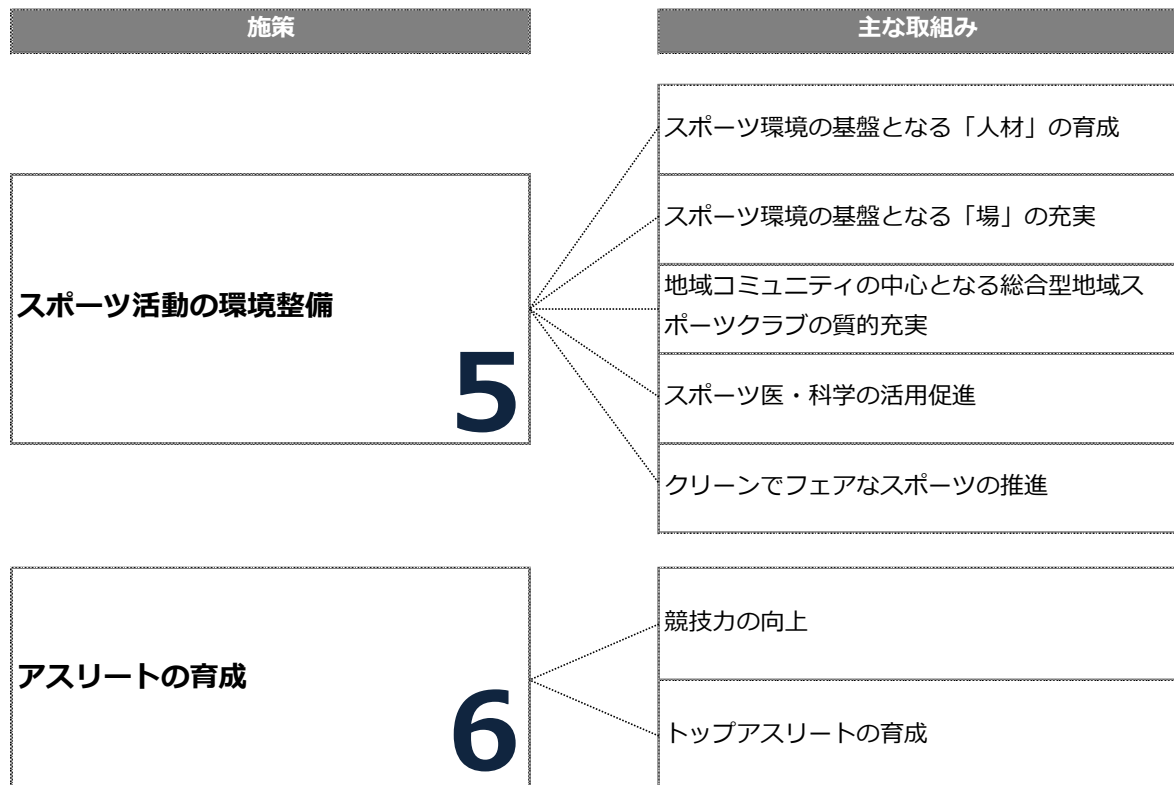 施策
主な取組み
スポーツ活動の環境整備
5
スポーツ環境の基盤となる「人材」の育成
スポーツ環境の基盤となる「場」の充実
地域コミュニティの中心となる総合型地域ス
ポーツクラブの質的充実
スポーツ医・科学の活用促進
クリーンでフェアなスポーツの推進
アスリートの育成
6
競技力の向上
トップアスリートの育成